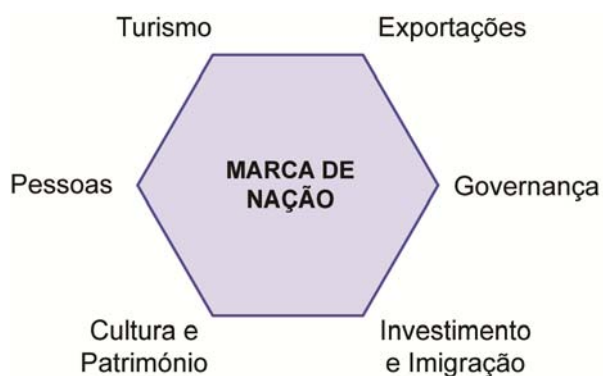 Turismo
Exportações
Pessoas
MARCA DE
NAÇÃO
Governança
Cultura e
Património
Investimento
e Imigração